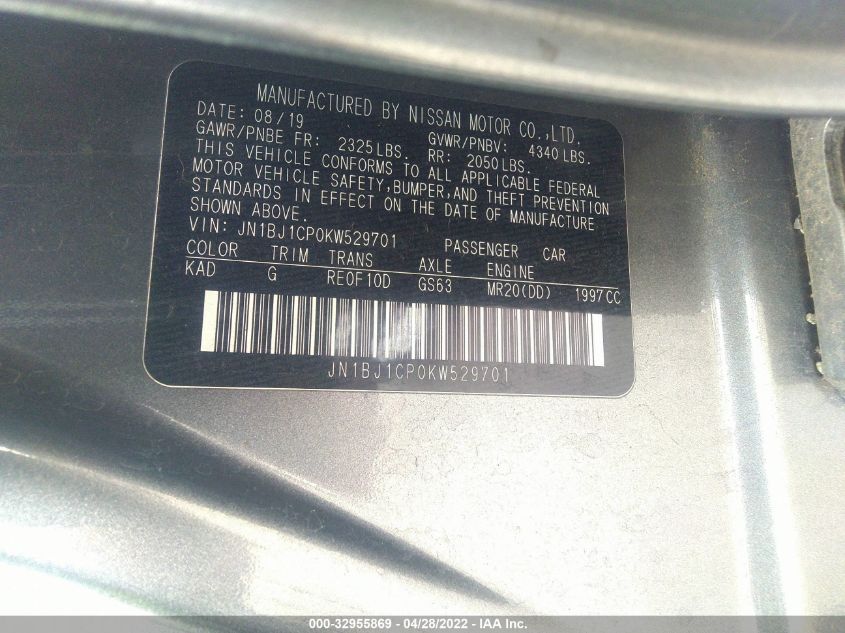 MANUFACTURED BY NISSAN MOTOR CO.,LTD.
DATE: 08/19 GVWR/PNBV: 4340 LBS.
GAWR/PNBE FR: 2325 LBS. RR: 2050 LBS.
THIS VEHICLE CONFORMS TO ALL APPLICABLE FEDERAL
MOTOR VEHICLE SAFETY, BUMPER, AND THEFT PREVENTION
STANDARDS IN EFFECT ON THE DATE OF MANUFACTURE
SHOWN ABOVE.
VIN: JN1BJ1CP0KW529701 PASSENGER CAR
COLOR TRIM TRANS AXLE ENGINE
KAD G RE0F10D GS63 MR20(DD) 1997CC
JN1BJ1CP0KW529701
000-32955869 - 04/28/2022 - IAA Inc.